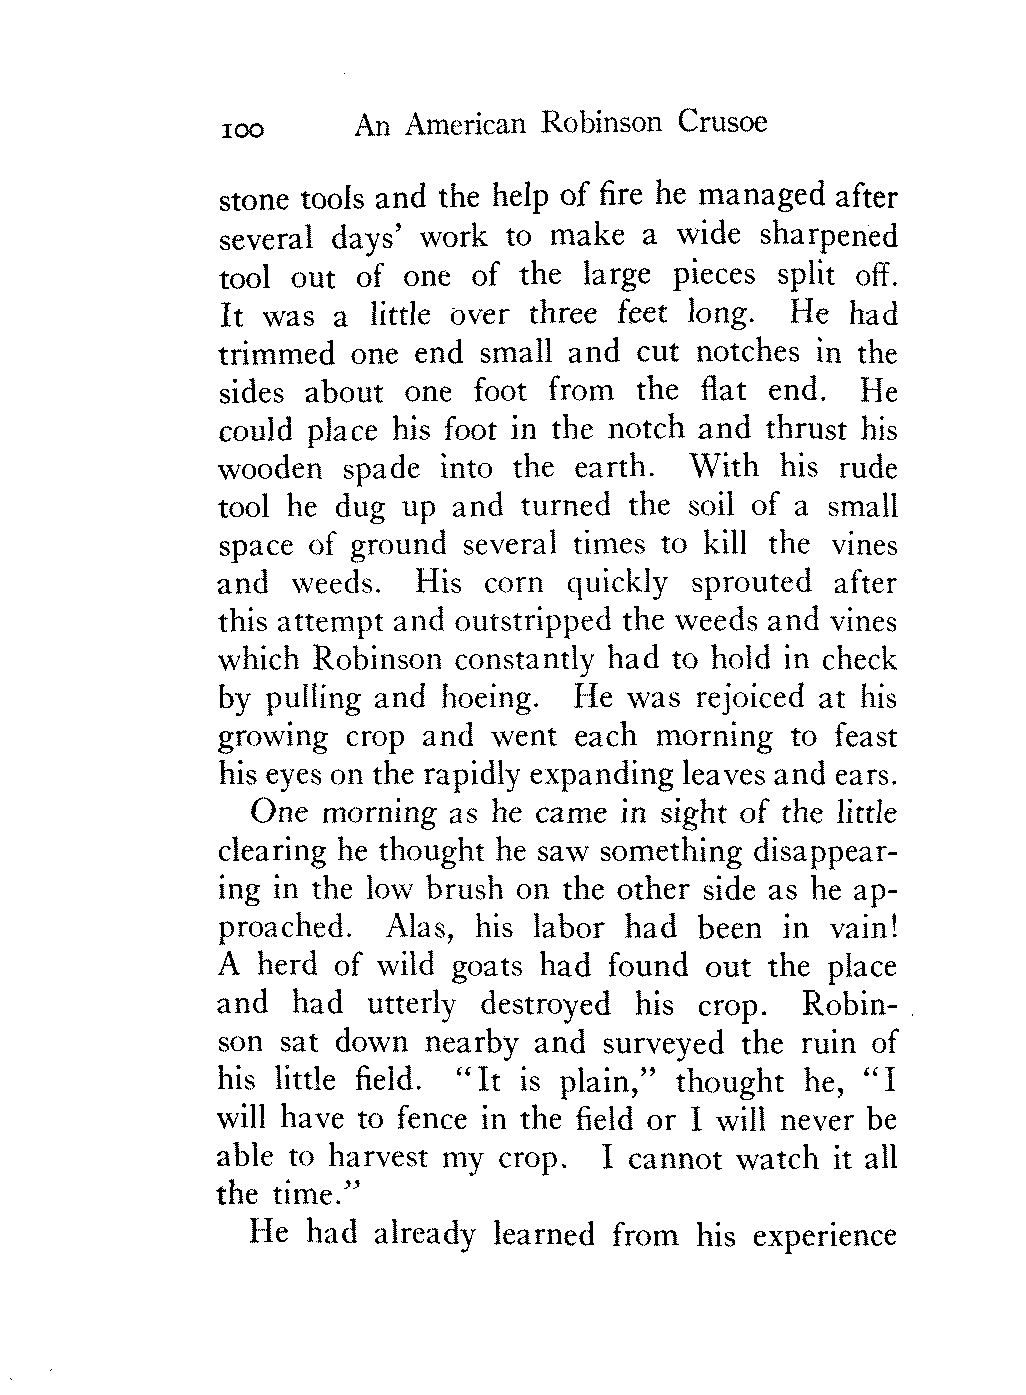 100 An American Robinson Crusoe
stone tools and the help of fire he managed after
several days' work to make a wide sharpened
tool out of one of the large pieces split off.
It was a little over three feet long. He had
trimmed one end small and cut notches in the
sides about one foot from the flat end. He
could place his foot in the notch and thrust his
wooden spade into the earth. With his rude
tool he dug up and turned the soil of a small
space of ground several times to kill the vines
and weeds. His corn quickly sprouted after
this attempt and outstripped the weeds and vines
which Robinson constantly had to hold in check
by pulling and hoeing. He was rejoiced at his
growing crop and went each morning to feast
his eyes on the rapidly expanding leaves and ears.
One morning as he came in sight of the little
clearing he thought he saw something disappear-
ing in the low brush on the other side as he ap-
proached. Alas, his labor had been in vain!
A herd of wild goats had found out the place
and had utterly destroyed his crop. Robin-
son sat down nearby and surveyed the ruin of
his little field. "It is plain," thought he, "I
will have to fence in the field or I will never be
able to harvest my crop. I cannot watch it all
the time."
He had already learned from his experience